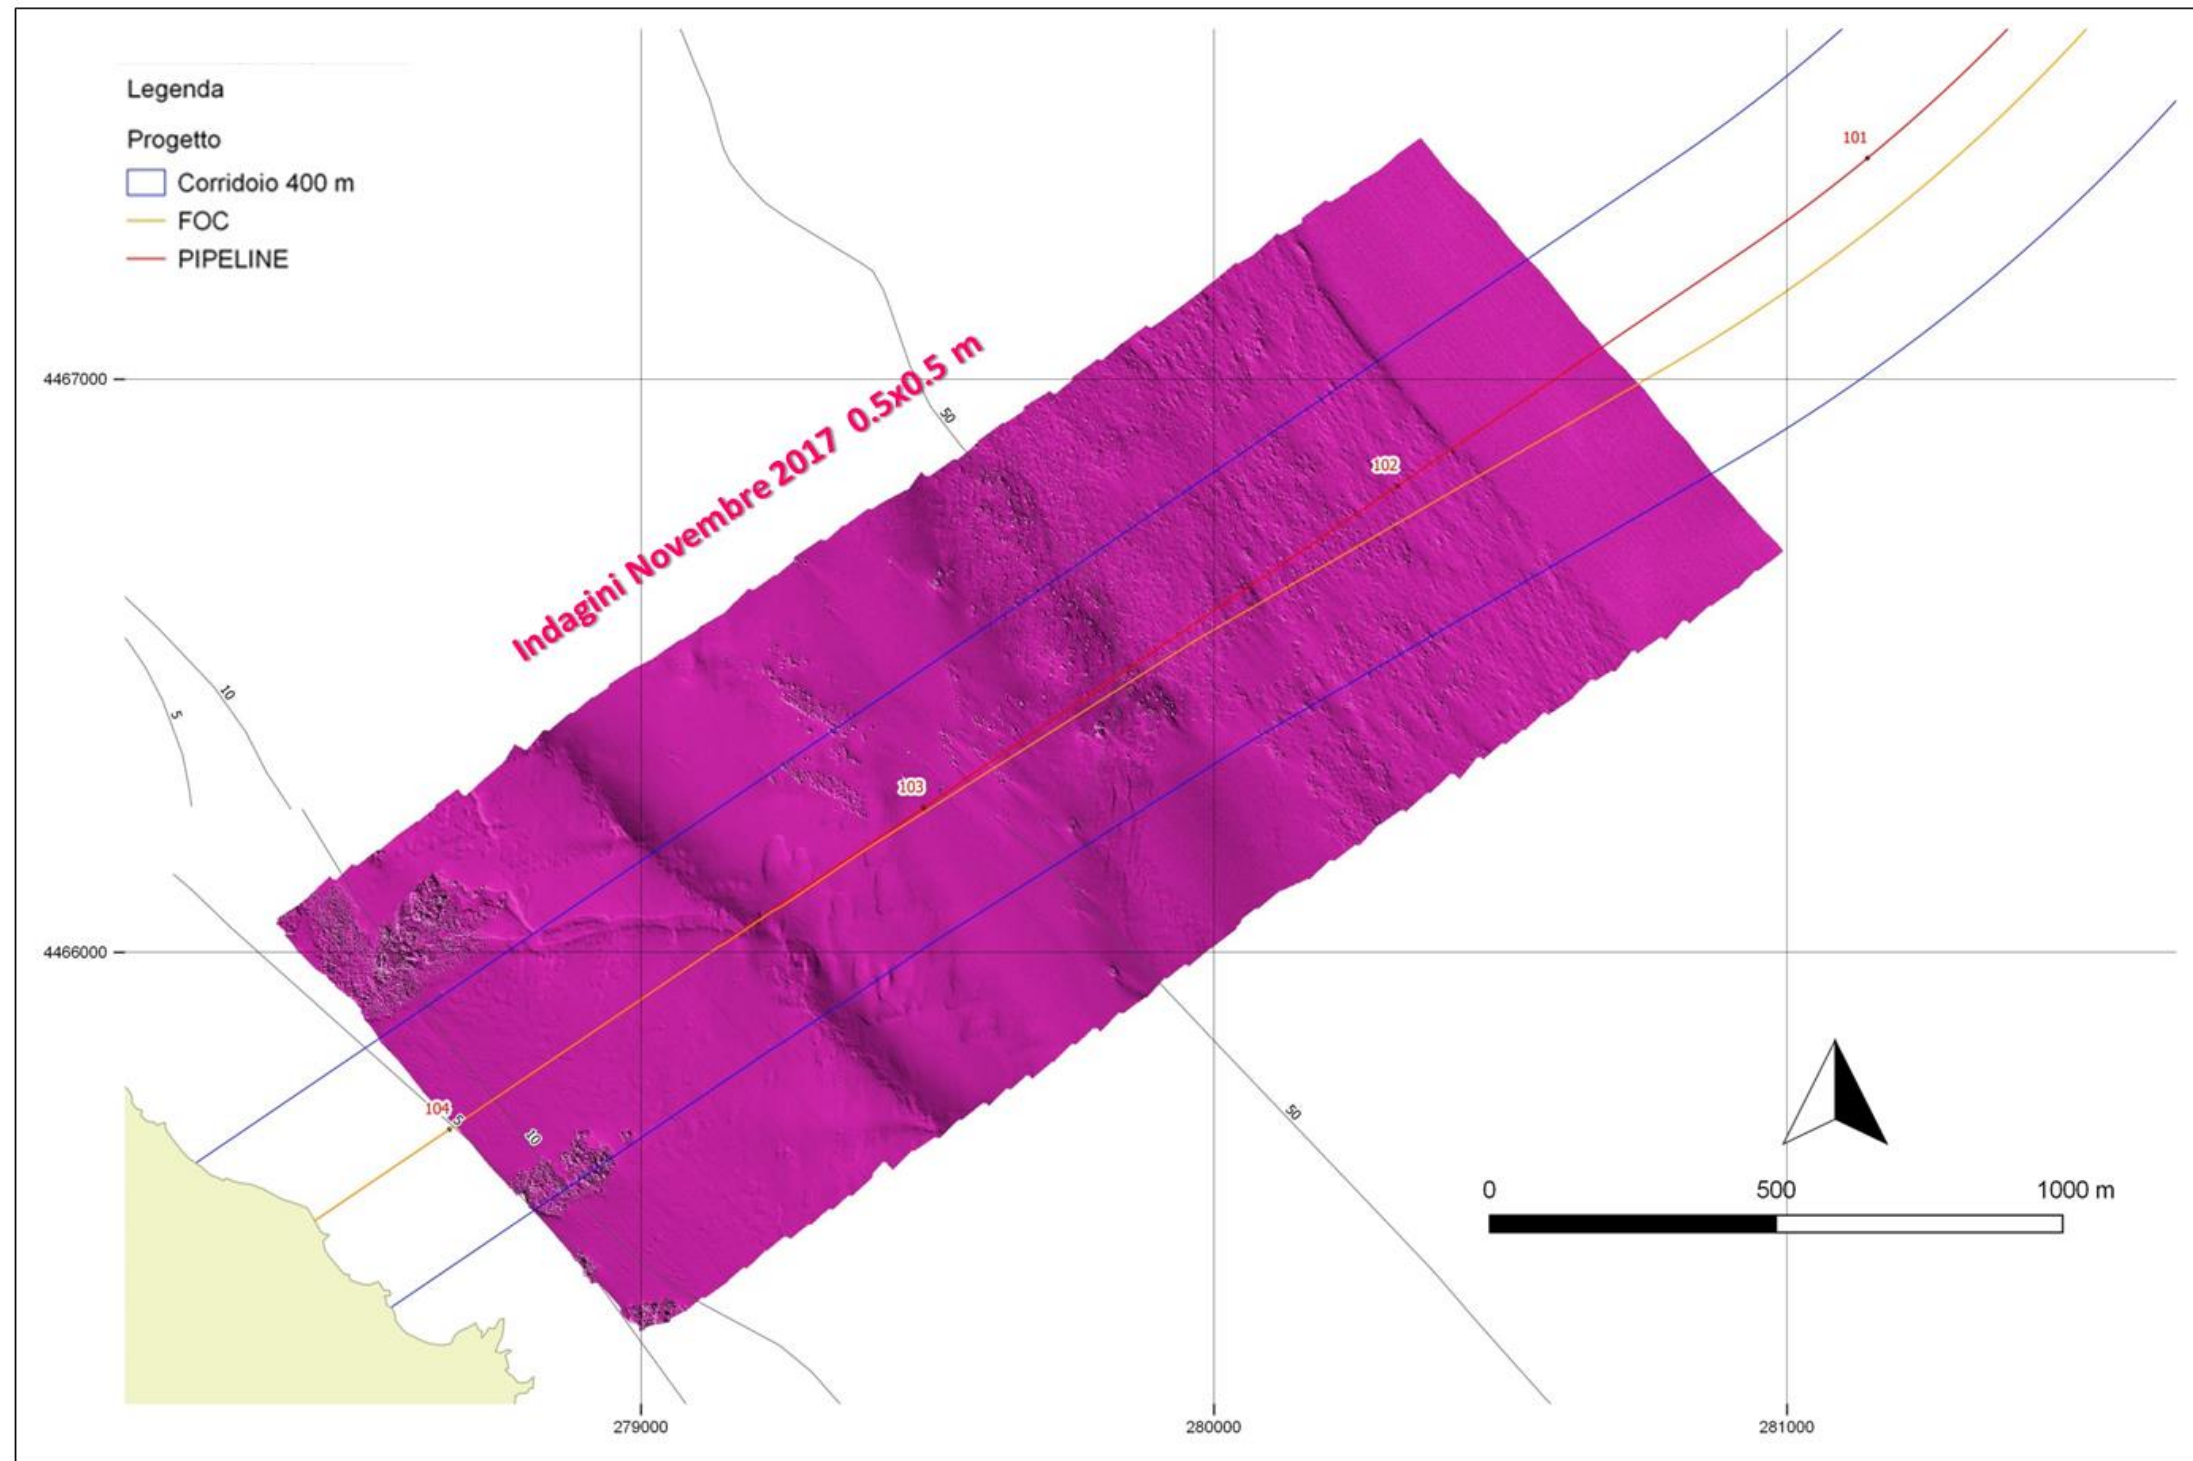 Legenda
Progetto
Corridoio 400 m
FOC
PIPELINE
101
4467000
Indagini Novembre 2017 0.5x0.5 m
50
102
10
5
103
4466000
104
5
10
50
0 500 1000 m
279000 280000 281000